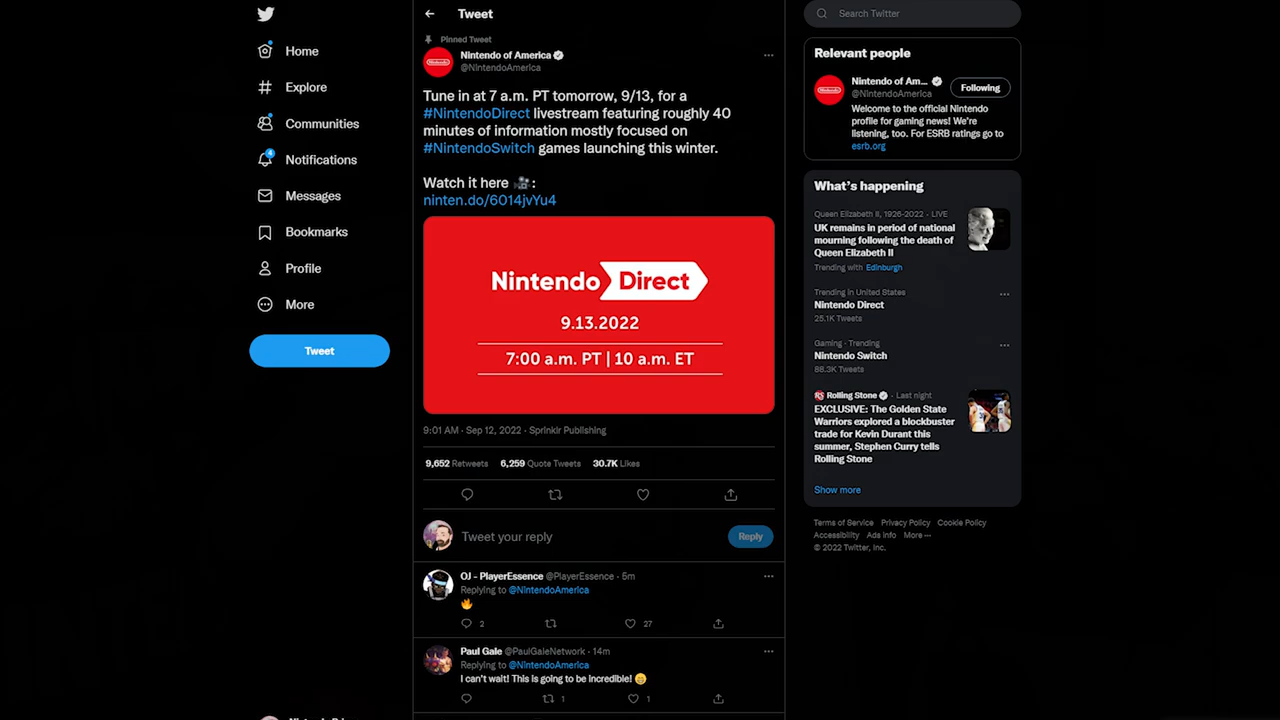 Home
Explore
Communities
4
Notifications
Messages
Bookmarks
Profile
More
Tweet
Tweet
Pinned Tweet
Nintendo of America
@NintendoAmerica
Tune in at 7 a.m. PT tomorrow, 9/13, for a
#NintendoDirect livestream featuring roughly 40
minutes of information mostly focused on
#NintendoSwitch games launching this winter.
Watch it here 🎥:
ninten.do/6014jvYu4
Nintendo Direct
9.13.2022
7:00 a.m. PT | 10 a.m. ET
9:01 AM · Sep 12, 2022 · Sprinklr Publishing
9,652 Retweets 6,259 Quote Tweets 30.7K Likes
Tweet your reply
Reply
OJ - PlayerEssence @PlayerEssence · 5m
Replying to @NintendoAmerica
🔥
2 27
Paul Gale @PaulGaleNetwork · 14m
Replying to @NintendoAmerica
I can't wait! This is going to be incredible! 😄
1 1
Search Twitter
Relevant people
Nintendo of Am...
@NintendoAmerica
Following
Welcome to the official Nintendo
profile for gaming news! We're
listening, too. For ESRB ratings go to
esrb.org
What's happening
Queen Elizabeth II, 1926-2022 · LIVE
UK remains in period of national
mourning following the death of
Queen Elizabeth II
Trending with Edinburgh
Trending in United States
Nintendo Direct
25.1K Tweets
Gaming · Trending
Nintendo Switch
88.3K Tweets
Rolling Stone · Last night
EXCLUSIVE: The Golden State
Warriors explored a blockbuster
trade for Kevin Durant this
summer, Stephen Curry tells
Rolling Stone
Show more
Terms of Service Privacy Policy Cookie Policy
Accessibility Ads info More ···
© 2022 Twitter, Inc.